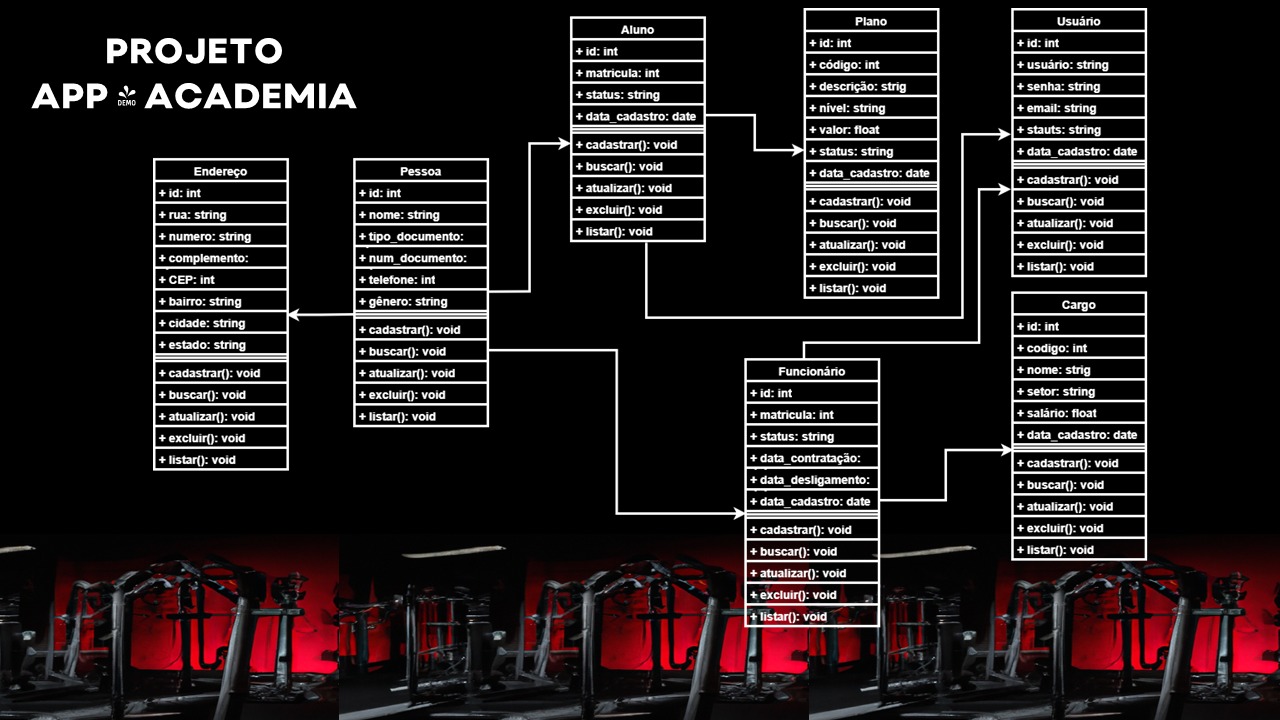 PROJETO
APP DEMO ACADEMIA
Endereço
+ id: int
+ rua: string
+ numero: string
+ complemento:
+ CEP: int
+ bairro: string
+ cidade: string
+ estado: string
+ cadastrar(): void
+ buscar(): void
+ atualizar(): void
+ excluir(): void
+ listar(): void
Pessoa
+ id: int
+ nome: string
+ tipo_documento:
+ num_documento:
+ telefone: int
+ gênero: string
+ cadastrar(): void
+ buscar(): void
+ atualizar(): void
+ excluir(): void
+ listar(): void
Aluno
+ id: int
+ matricula: int
+ status: string
+ data_cadastro: date
+ cadastrar(): void
+ buscar(): void
+ atualizar(): void
+ excluir(): void
+ listar(): void
Plano
+ id: int
+ código: int
+ descrição: strig
+ nível: string
+ valor: float
+ status: string
+ data_cadastro: date
+ cadastrar(): void
+ buscar(): void
+ atualizar(): void
+ excluir(): void
+ listar(): void
Usuário
+ id: int
+ usuário: string
+ senha: string
+ email: string
+ stauts: string
+ data_cadastro: date
+ cadastrar(): void
+ buscar(): void
+ atualizar(): void
+ excluir(): void
+ listar(): void
Funcionário
+ id: int
+ matricula: int
+ status: string
+ data_contratação:
+ data_desligamento:
+ data_cadastro: date
+ cadastrar(): void
+ buscar(): void
+ atualizar(): void
+ excluir(): void
+ listar(): void
Cargo
+ id: int
+ codigo: int
+ nome: strig
+ setor: string
+ salário: float
+ data_cadastro: date
+ cadastrar(): void
+ buscar(): void
+ atualizar(): void
+ excluir(): void
+ listar(): void